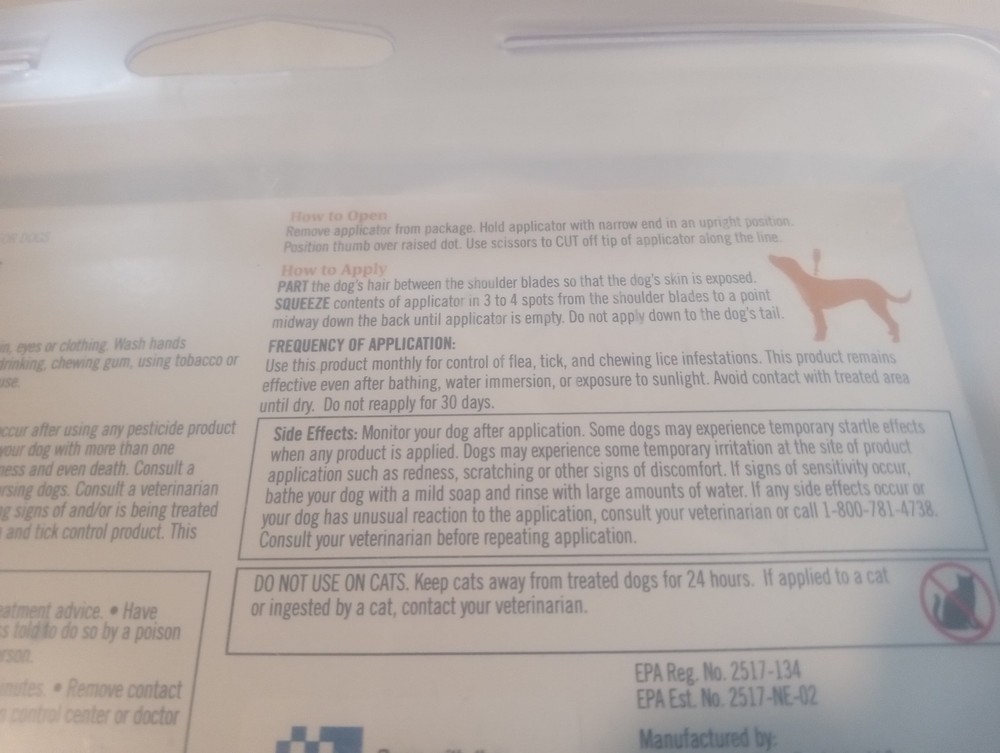 FOR DOGS
in, eyes or clothing. Wash hands
drinking, chewing gum, using tobacco or
use.
occur after using any pesticide product
your dog with more than one
ness and even death. Consult a
rsing dogs. Consult a veterinarian
ng signs of and/or is being treated
and tick control product. This
eatment advice. • Have
s told to do so by a poison
erson.
inutes. • Remove contact
n control center or doctor
How to Open
Remove applicator from package. Hold applicator with narrow end in an upright position.
Position thumb over raised dot. Use scissors to CUT off tip of applicator along the line.
How to Apply
PART the dog's hair between the shoulder blades so that the dog's skin is exposed.
SQUEEZE contents of applicator in 3 to 4 spots from the shoulder blades to a point
midway down the back until applicator is empty. Do not apply down to the dog's tail.
FREQUENCY OF APPLICATION:
Use this product monthly for control of flea, tick, and chewing lice infestations. This product remains
effective even after bathing, water immersion, or exposure to sunlight. Avoid contact with treated area
until dry. Do not reapply for 30 days.
Side Effects: Monitor your dog after application. Some dogs may experience temporary startle effects
when any product is applied. Dogs may experience some temporary irritation at the site of product
application such as redness, scratching or other signs of discomfort. If signs of sensitivity occur,
bathe your dog with a mild soap and rinse with large amounts of water. If any side effects occur or
your dog has unusual reaction to the application, consult your veterinarian or call 1-800-781-4738.
Consult your veterinarian before repeating application.
DO NOT USE ON CATS. Keep cats away from treated dogs for 24 hours. If applied to a cat
or ingested by a cat, contact your veterinarian.
EPA Reg. No. 2517-134
EPA Est. No. 2517-NE-02
Manufactured by: